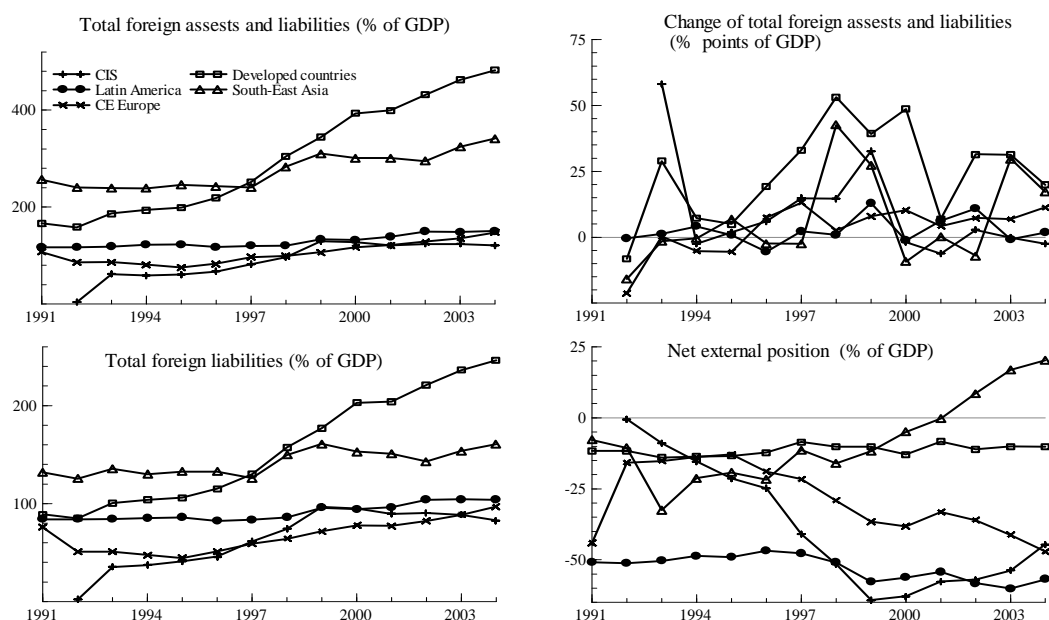 Total foreign assests and liabilities (% of GDP)
CIS
Latin America
CE Europe
Developed countries
South-East Asia
400
200
1991 1994 1997 2000 2003
Change of total foreign assests and liabilities
(% points of GDP)
75
50
25
0
1991 1994 1997 2000 2003
Total foreign liabilities (% of GDP)
200
100
1991 1994 1997 2000 2003
Net external position (% of GDP)
25
0
-25
-50
1991 1994 1997 2000 2003